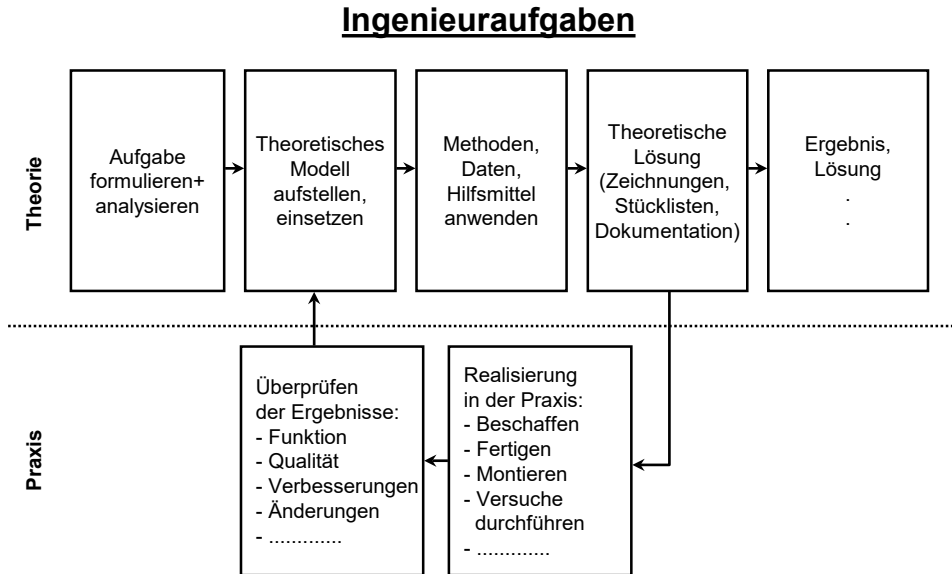 Ingenieuraufgaben
Theorie
Aufgabe
formulieren+
analysieren
Theoretisches
Modell
aufstellen,
einsetzen
Methoden,
Daten,
Hilfsmittel
anwenden
Theoretische
Lösung
(Zeichnungen,
Stücklisten,
Dokumentation)
Ergebnis,
Lösung
.
.
Praxis
Überprüfen
der Ergebnisse:
- Funktion
- Qualität
- Verbesserungen
- Änderungen
- .............
Realisierung
in der Praxis:
- Beschaffen
- Fertigen
- Montieren
- Versuche
durchführen
- .............